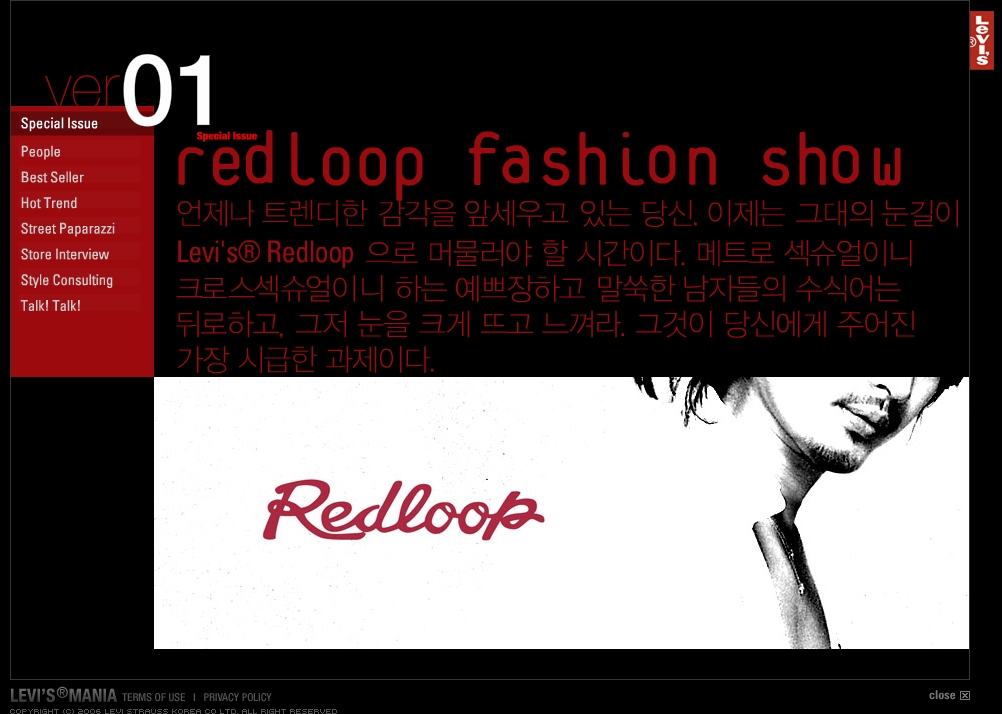 Levi's®
ver01
Special Issue
People
Best Seller
Hot Trend
Street Paparazzi
Store Interview
Style Consulting
Talk! Talk!
Special Issue
redloop fashion show
언제나 트렌디한 감각을 앞세우고 있는 당신. 이제는 그대의 눈길이
Levi's® Redloop 으로 머물러야 할 시간이다. 메트로 섹슈얼이니
크로스섹슈얼이니 하는 예쁘장하고 말쑥한 남자들의 수식어는
뒤로하고, 그저 눈을 크게 뜨고 느껴라. 그것이 당신에게 주어진
가장 시급한 과제이다.
Redloop
LEVI'S®MANIA TERMS OF USE | PRIVACY POLICY
close
COPYRIGHT (C) 2006 LEVI STRAUSS KOREA CO LTD. ALL RIGHT RESERVED